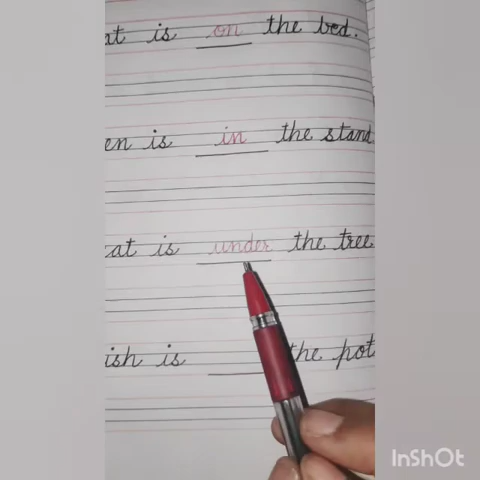 at is on the bed.
en is in the stand
at is under the tree
ish is the pot
InShOt